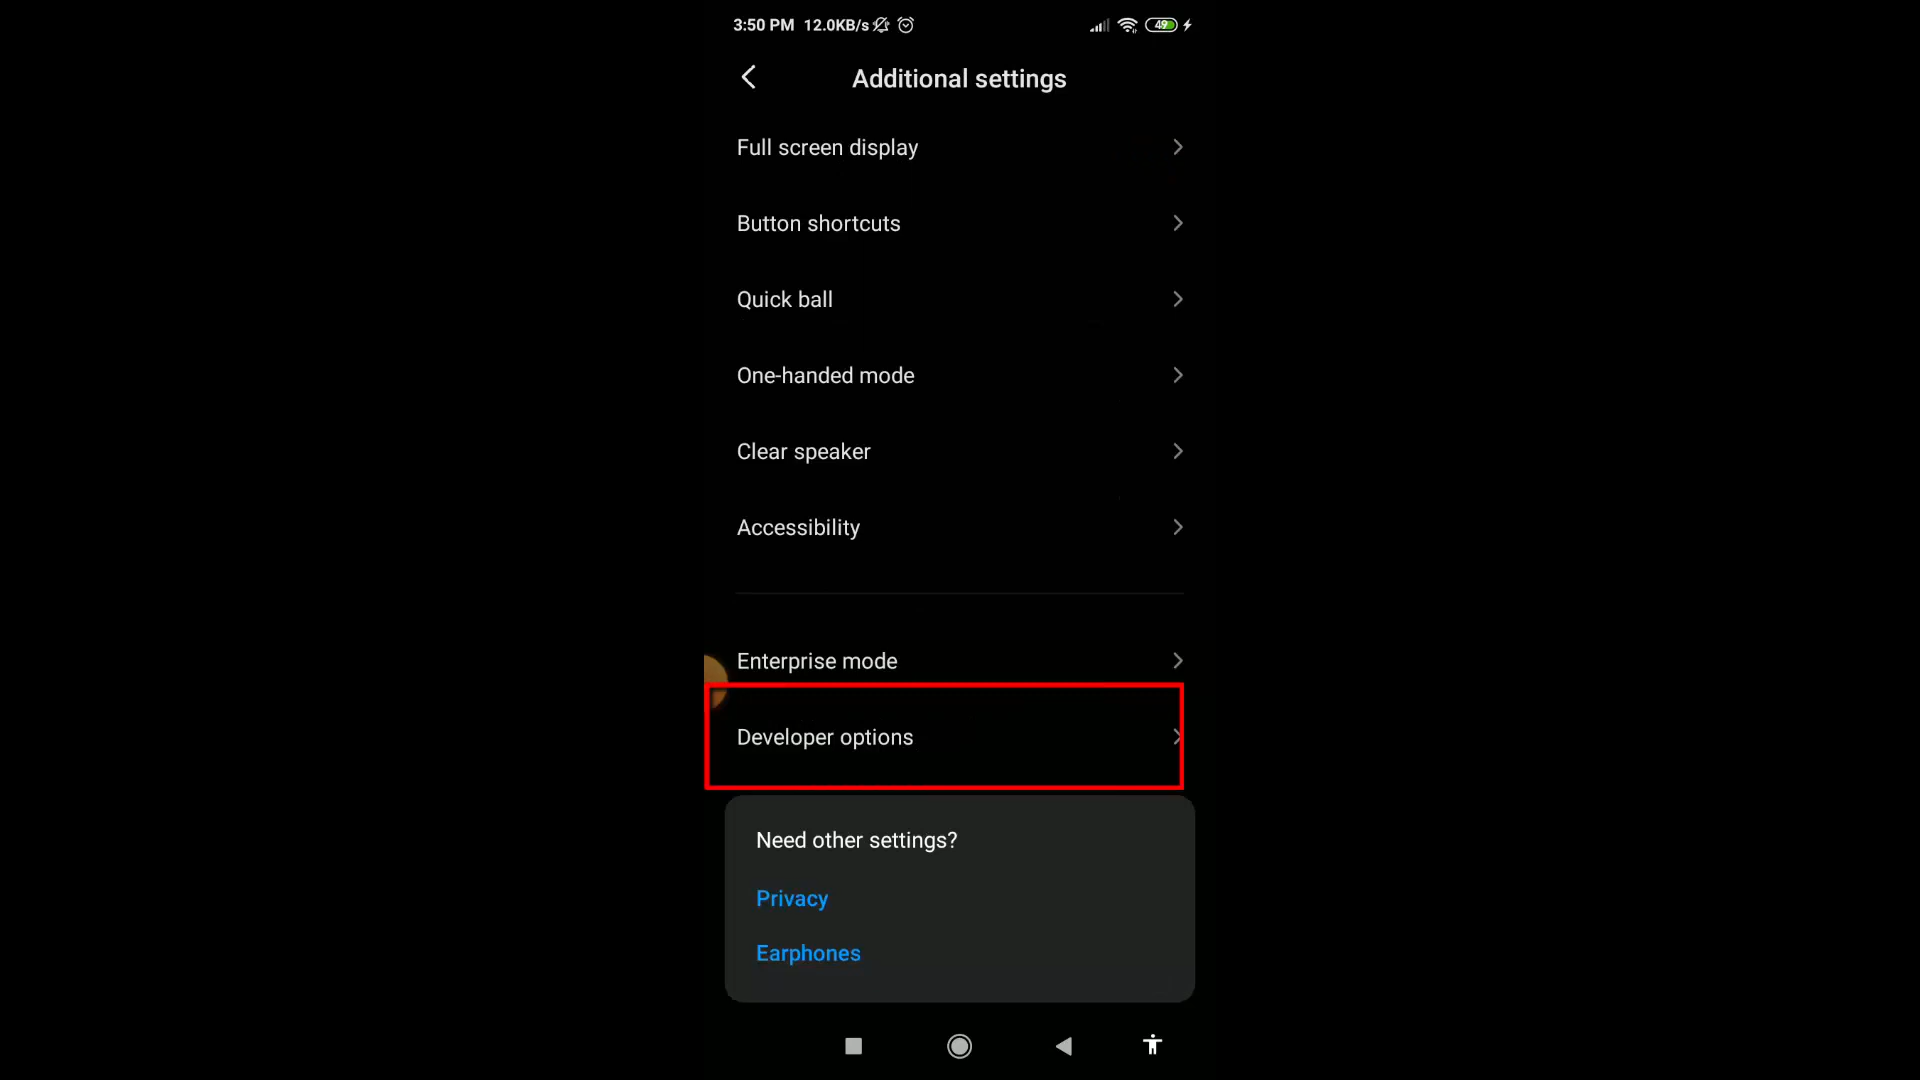 3:50 PM 12.0KB/s 49
Additional settings
Full screen display
Button shortcuts
Quick ball
One-handed mode
Clear speaker
Accessibility
Enterprise mode
Developer options
Need other settings?
Privacy
Earphones